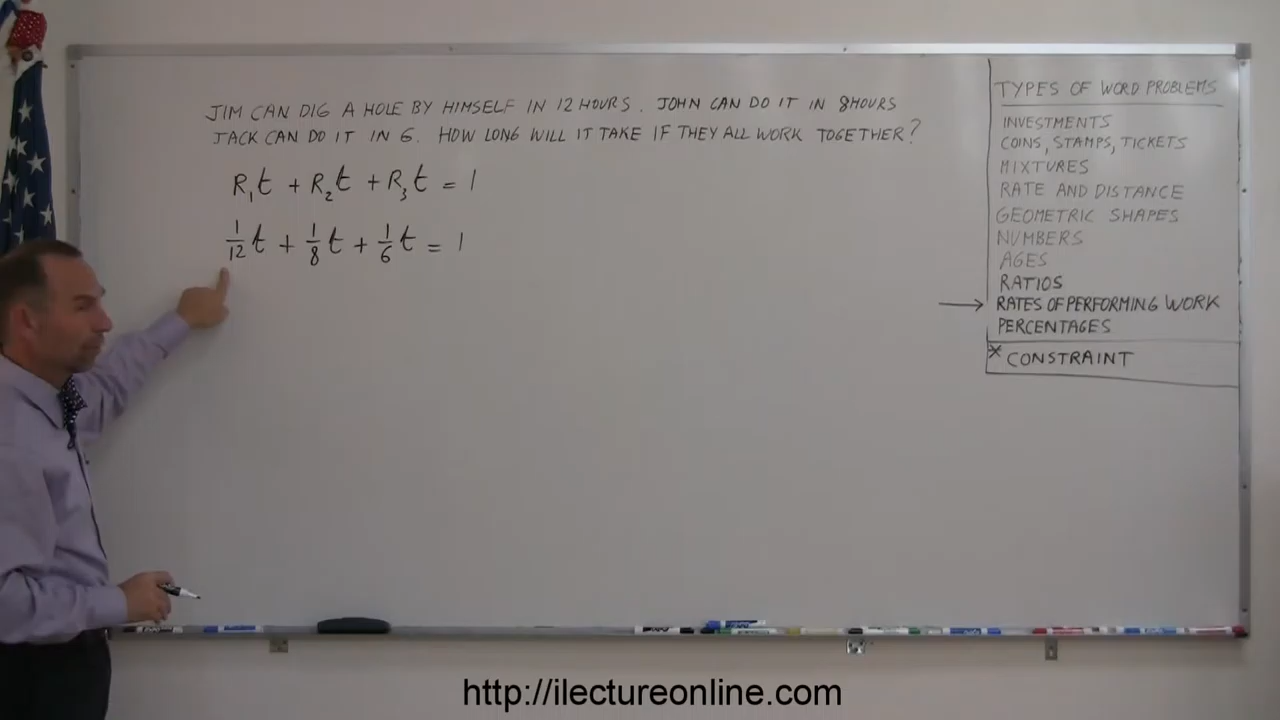 JIM CAN DIG A HOLE BY HIMSELF IN 12 HOURS. JOHN CAN DO IT IN 8 HOURS
JACK CAN DO IT IN 6. HOW LONG WILL IT TAKE IF THEY ALL WORK TOGETHER?
R₁t + R₂t + R₃t = 1
1/12 t + 1/8 t + 1/6 t = 1
TYPES OF WORD PROBLEMS
INVESTMENTS
COINS, STAMPS, TICKETS
MIXTURES
RATE AND DISTANCE
GEOMETRIC SHAPES
NUMBERS
AGES
RATIOS
→ RATES OF PERFORMING WORK
PERCENTAGES
* CONSTRAINT
http://ilectureonline.com